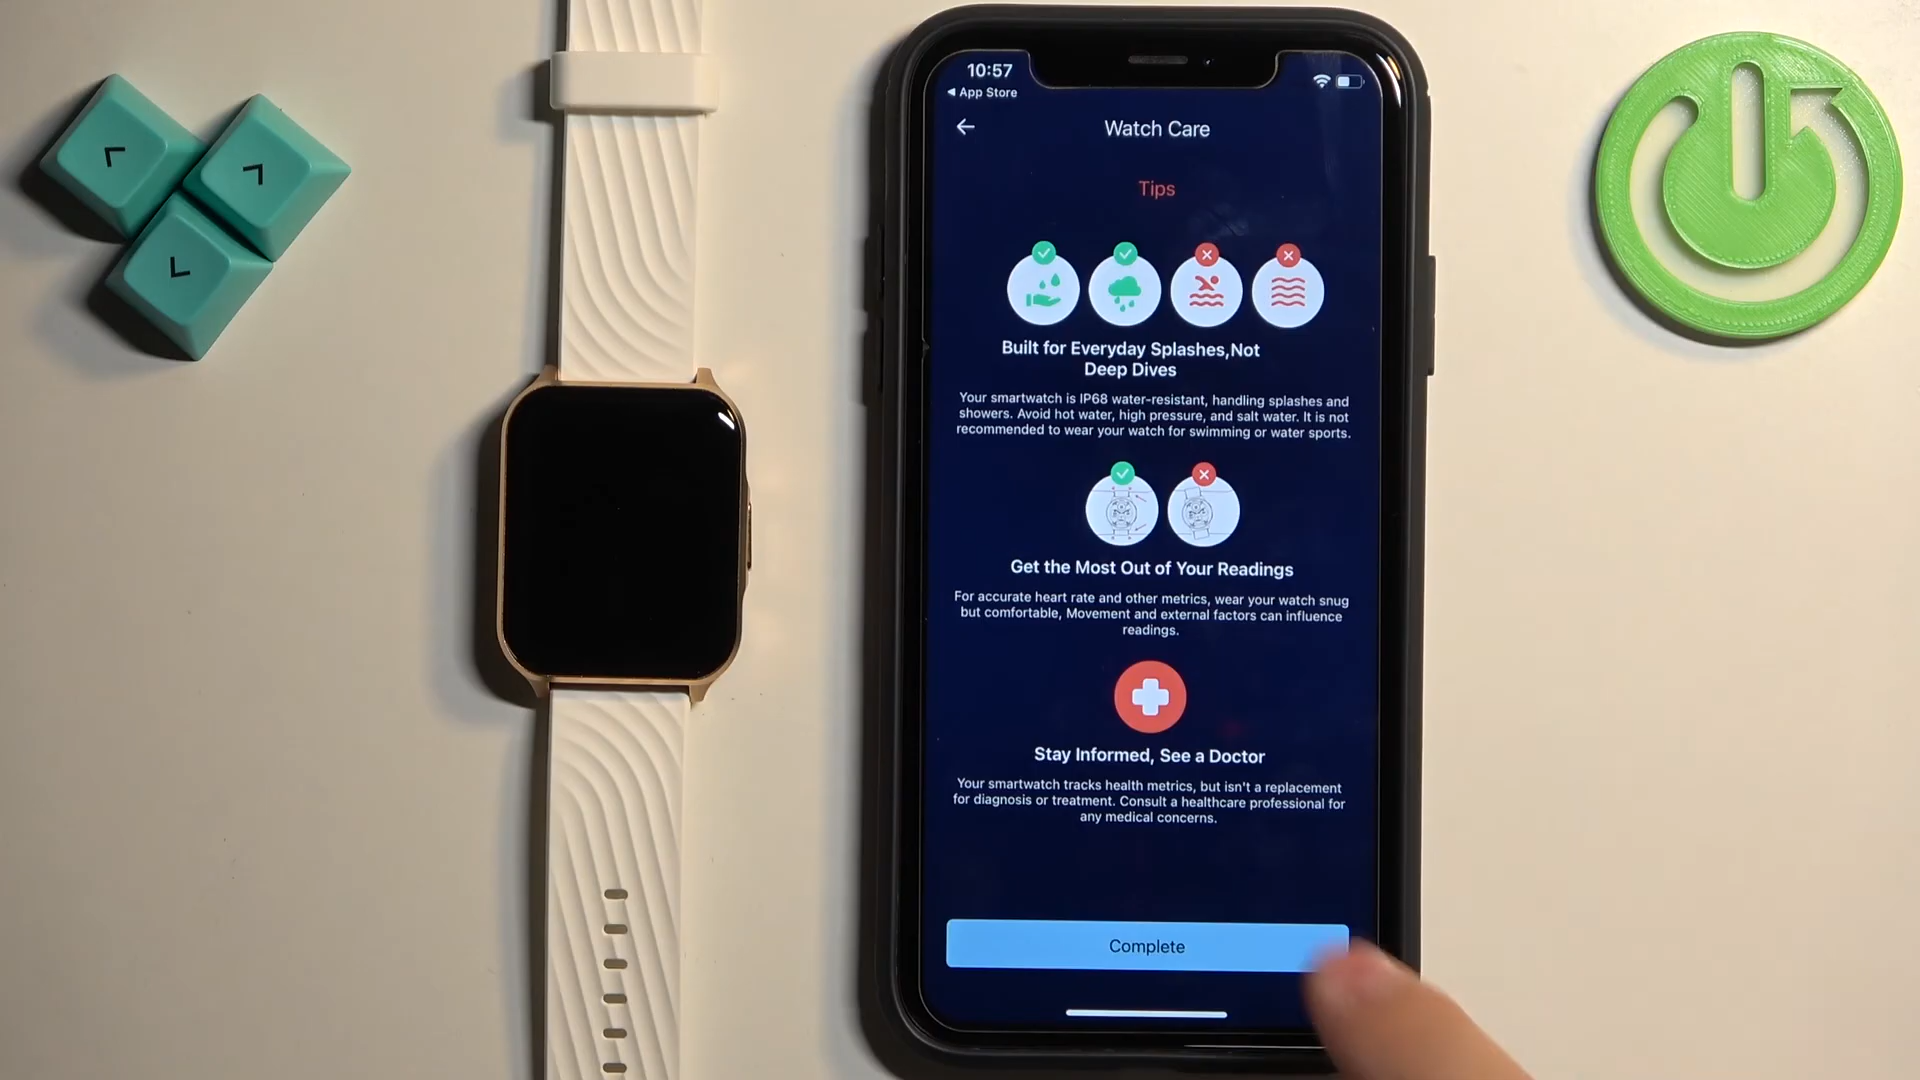 10:57
App Store
Watch Care
Tips
Built for Everyday Splashes,Not
Deep Dives
Your smartwatch is IP68 water-resistant, handling splashes and
showers. Avoid hot water, high pressure, and salt water. It is not
recommended to wear your watch for swimming or water sports.
Get the Most Out of Your Readings
For accurate heart rate and other metrics, wear your watch snug
but comfortable, Movement and external factors can influence
readings.
Stay Informed, See a Doctor
Your smartwatch tracks health metrics, but isn't a replacement
for diagnosis or treatment. Consult a healthcare professional for
any medical concerns.
Complete